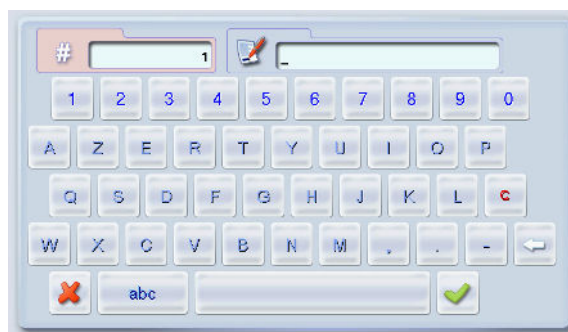 # 1 _
1 2 3 4 5 6 7 8 9 0
A Z E R T Y U I O P
Q S D F G H J K L C
W X C V B N M , . -
abc